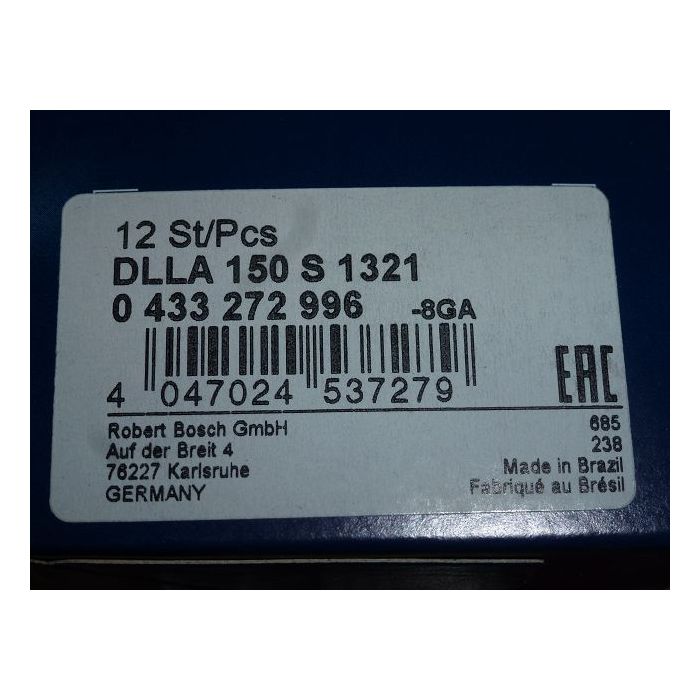 12 St/Pcs
DLLA 150 S 1321
0 433 272 996 -8GA
4 047024 537279
EAC
Robert Bosch GmbH
Auf der Breit 4
76227 Karlsruhe
GERMANY
685
238
Made in Brazil
Fabriqué au Brésil